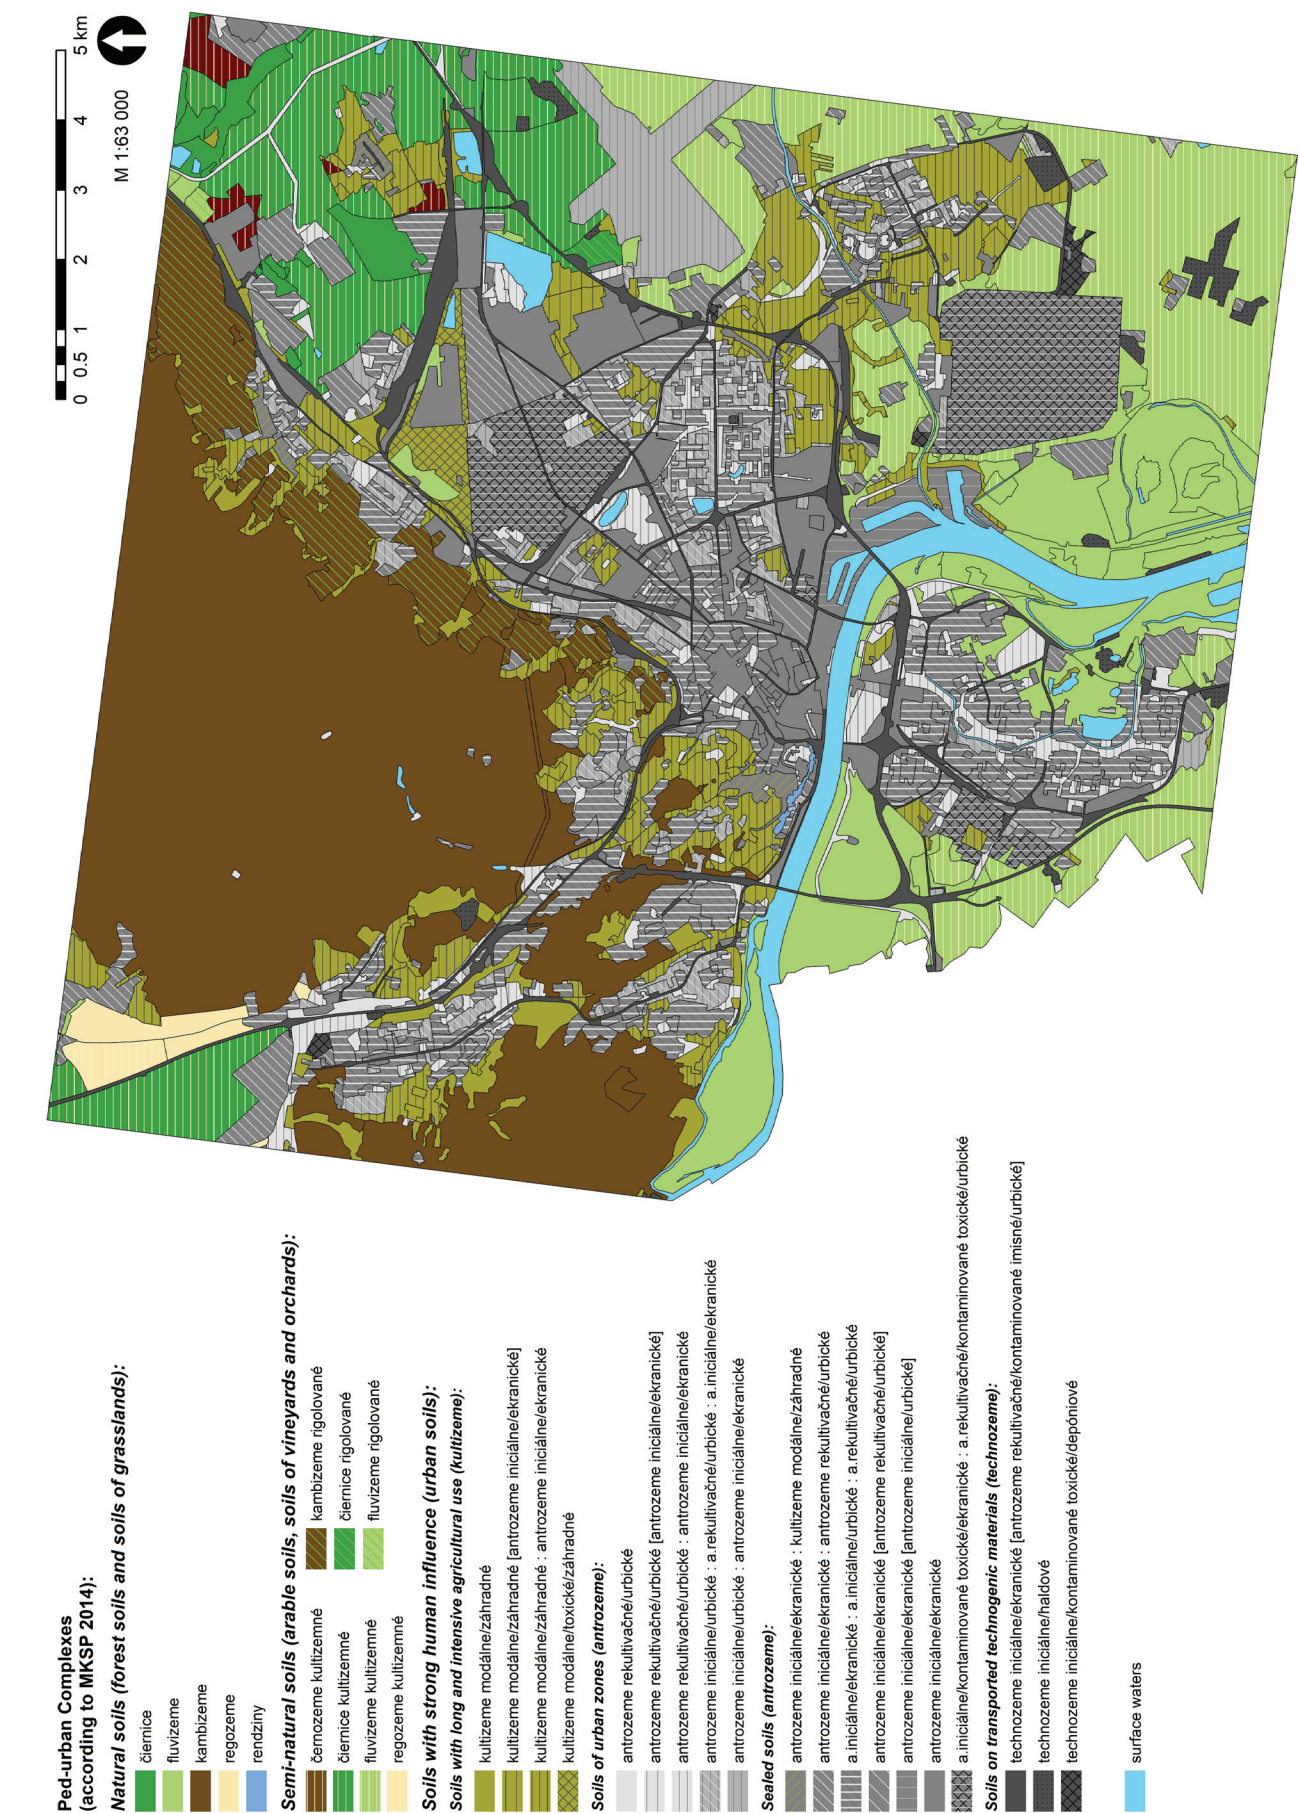 Ped-urban Complexes
(according to MKSP 2014):
Natural soils (forest soils and soils of grasslands):
čiernice
fluvizeme
kambizeme
regozeme
rendziny
Semi-natural soils (arable soils, soils of vineyards and orchards):
černozeme kultizemné
čiernice kultizemné
fluvizeme kultizemné
regozeme kultizemné
kambizeme rigolované
čiernice rigolované
fluvizeme rigolované
Soils with strong human influence (urban soils):
Soils with long and intensive agricultural use (kultizeme):
kultizeme modálne/záhradné
kultizeme modálne/záhradné [antrozeme iniciálne/ekranické]
kultizeme modálne/záhradné : antrozeme iniciálne/ekranické
kultizeme modálne/toxické/záhradné
Soils of urban zones (antrozeme):
antrozeme rekultivačné/urbické
antrozeme rekultivačné/urbické [antrozeme iniciálne/ekranické]
antrozeme rekultivačné/urbické : antrozeme iniciálne/ekranické
antrozeme iniciálne/urbické : a.rekultivačné/urbické : a.iniciálne/ekranické
antrozeme iniciálne/urbické : antrozeme iniciálne/ekranické
Sealed soils (antrozeme):
antrozeme iniciálne/ekranické : kultizeme modálne/záhradné
antrozeme iniciálne/ekranické : antrozeme rekultivačné/urbické
a.iniciálne/ekranické : a.iniciálne/urbické : a.rekultivačné/urbické
antrozeme iniciálne/ekranické [antrozeme rekultivačné/urbické]
antrozeme iniciálne/ekranické [antrozeme iniciálne/urbické]
antrozeme iniciálne/ekranické
a.iniciálne/kontaminované toxické/ekranické : a.rekultivačné/kontaminované toxické/urbické
Soils on transported technogenic materials (technozeme):
technozeme iniciálne/ekranické [antrozeme rekultivačné/kontaminované imisné/urbické]
technozeme iniciálne/haldové
technozeme iniciálne/kontaminované toxické/depóniové
surface waters
0 0.5 1 2 3 4 5 km
M 1:63 000